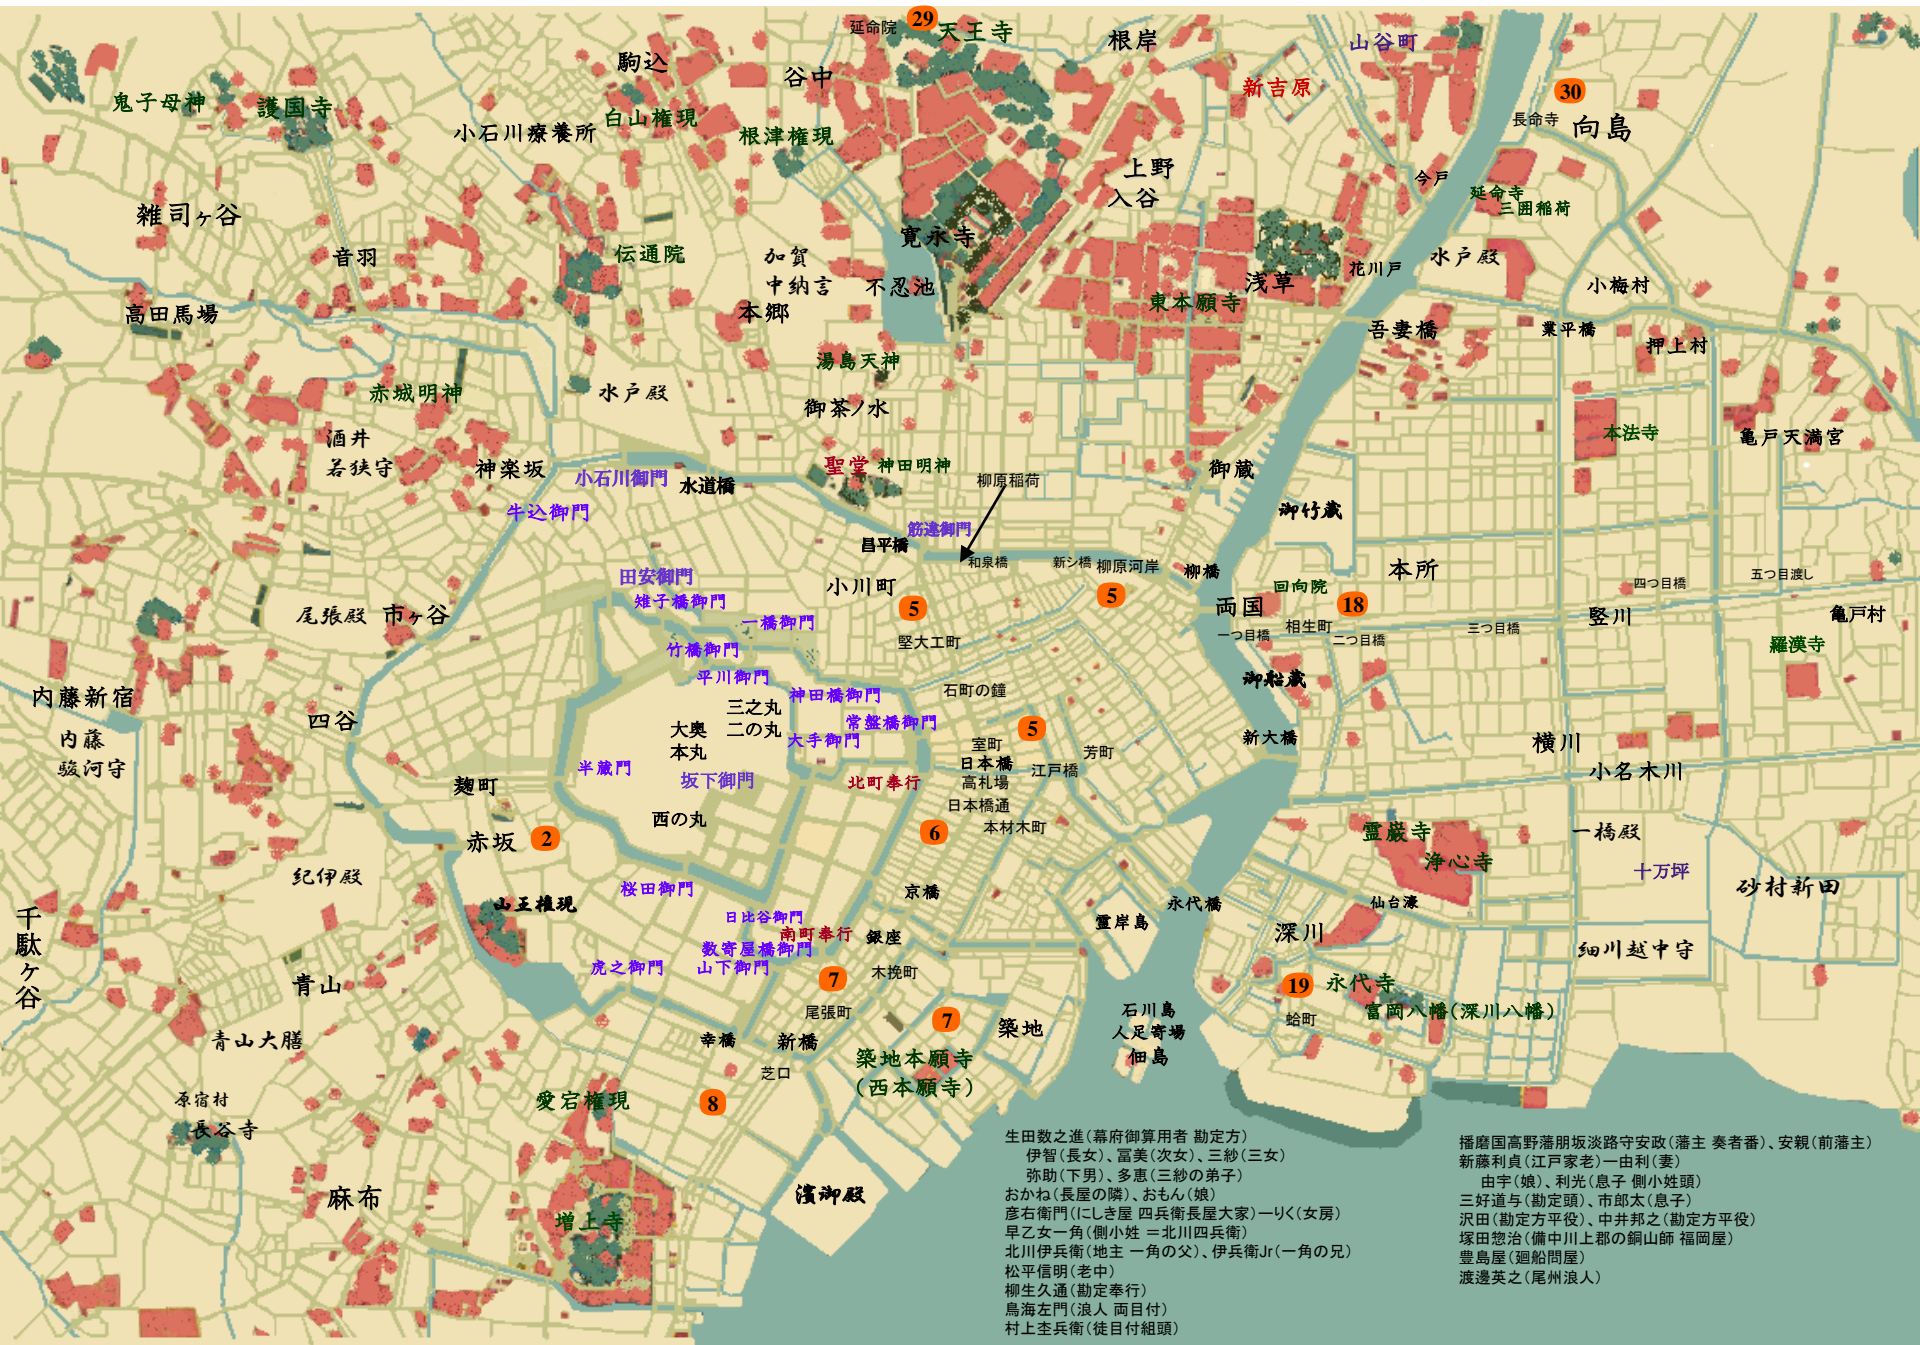 29
延命院
天王寺
根岸
山谷町
駒込
谷中
新吉原
30
鬼子母神
護国寺
白山権現
小石川療養所
根津権現
長命寺
向島
上野
入谷
今戸
延命寺
三囲稲荷
雑司ヶ谷
音羽
伝通院
加賀
中納言
寛永寺
不忍池
浅草
花川戸
水戸殿
小梅村
高田馬場
本郷
東本願寺
吾妻橋
業平橋
押上村
湯島天神
赤城明神
水戸殿
御茶ノ水
酒井
若狭守
神楽坂
小石川御門
水道橋
聖堂
神田明神
柳原稲荷
御蔵
本法寺
亀戸天満宮
牛込御門
筋違御門
昌平橋
御竹蔵
和泉橋
新シ橋
柳原河岸
柳橋
本所
田安御門
雉子橋御門
小川町
5
5
回向院
18
四つ目橋
五つ目渡し
尾張殿
市ヶ谷
一橋御門
両国
一つ目橋
相生町
二つ目橋
三つ目橋
竪川
亀戸村
竹橋御門
堅大工町
羅漢寺
平川御門
神田橋御門
石町の鐘
御船蔵
内藤新宿
四谷
三之丸
大奥
二の丸
本丸
常盤橋御門
大手御門
5
室町
芳町
新大橋
横川
内藤
駿河守
半蔵門
坂下御門
北町奉行
日本橋
江戸橋
高札場
小名木川
麹町
西の丸
日本橋通
本材木町
6
赤坂
2
霊巌寺
浄心寺
一橋殿
十万坪
砂村新田
紀伊殿
桜田御門
京橋
山王権現
日比谷御門
南町奉行
銀座
霊岸島
永代橋
仙台濠
深川
千駄ヶ谷
数寄屋橋御門
虎之御門
山下御門
7
木挽町
細川越中守
青山
尾張町
7
築地
石川島
人足寄場
佃島
19
永代寺
富岡八幡(深川八幡)
蛤町
青山大膳
幸橋
新橋
築地本願寺
(西本願寺)
芝口
原宿村
長谷寺
愛宕権現
8
麻布
増上寺
濱御殿
生田数之進(幕府御算用者 勘定方)
伊智(長女)、冨美(次女)、三紗(三女)
弥助(下男)、多恵(三紗の弟子)
おかね(長屋の隣)、おもん(娘)
彦右衛門(にしき屋 四兵衛長屋大家)ーりく(女房)
早乙女一角(側小姓 ＝北川四兵衛)
北川伊兵衛(地主 一角の父)、伊兵衛Jr(一角の兄)
松平信明(老中)
柳生久通(勘定奉行)
鳥海左門(浪人 両目付)
村上杢兵衛(徒目付組頭)
播磨国高野藩朋坂淡路守安政(藩主 奏者番)、安親(前藩主)
新藤利貞(江戸家老)ー由利(妻)
由宇(娘)、利光(息子 側小姓頭)
三好道与(勘定頭)、市郎太(息子)
沢田(勘定方平役)、中井邦之(勘定方平役)
塚田惣治(備中川上郡の銅山師 福岡屋)
豊島屋(廻船問屋)
渡邊英之(尾州浪人)